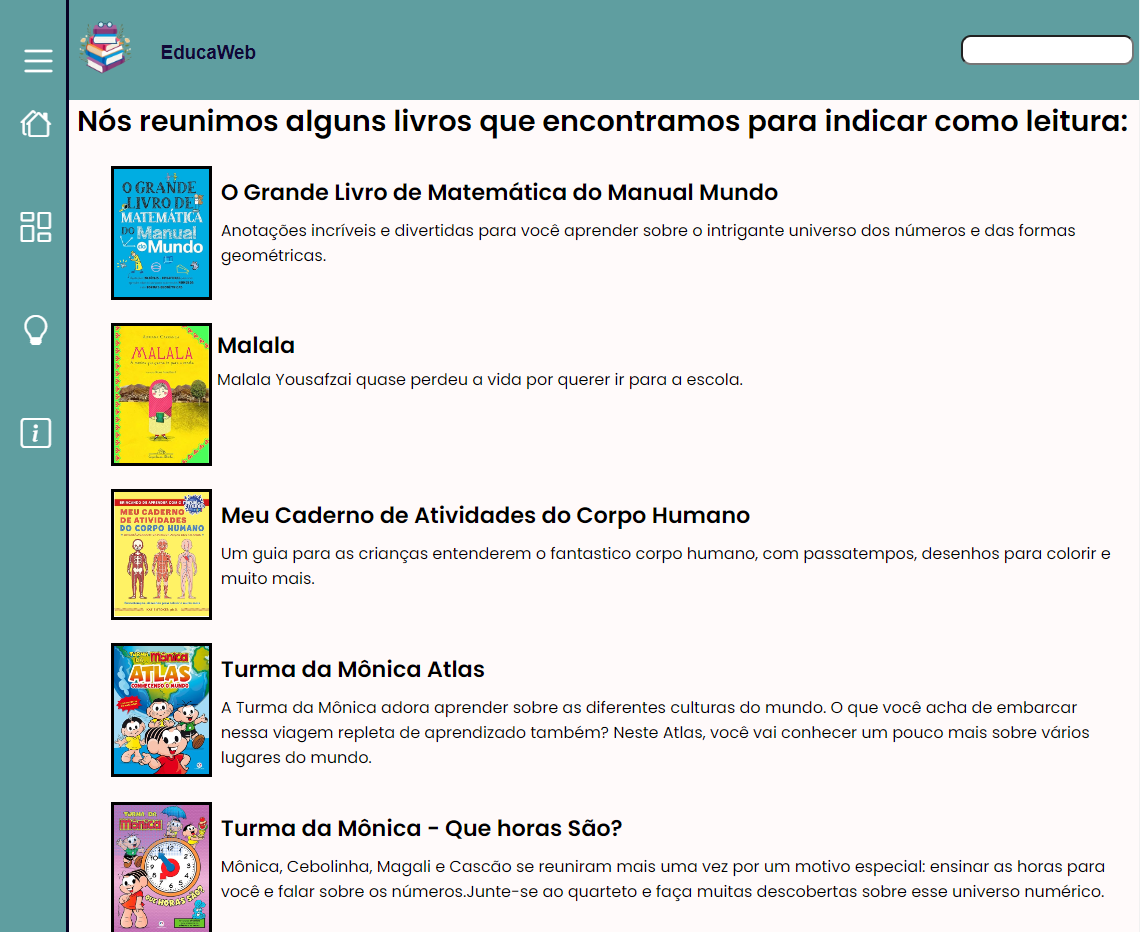 EducaWeb
Nós reunimos alguns livros que encontramos para indicar como leitura:
O GRANDE
LIVRO DE
MATEMÁTICA
DO Manual
DO Mundo
O Grande Livro de Matemática do Manual Mundo
Anotações incríveis e divertidas para você aprender sobre o intrigante universo dos números e das formas
geométricas.
MALALA
Malala
Malala Yousafzai quase perdeu a vida por querer ir para a escola.
MEU CADERNO
DE ATIVIDADES
DO CORPO HUMANO
Meu Caderno de Atividades do Corpo Humano
Um guia para as crianças entenderem o fantastico corpo humano, com passatempos, desenhos para colorir e
muito mais.
TURMA DA
Mônica
ATLAS
CONHECENDO O MUNDO
Turma da Mônica Atlas
A Turma da Mônica adora aprender sobre as diferentes culturas do mundo. O que você acha de embarcar
nessa viagem repleta de aprendizado também? Neste Atlas, você vai conhecer um pouco mais sobre vários
lugares do mundo.
TURMA DA
Mônica
QUE HORAS SÃO?
Turma da Mônica - Que horas São?
Mônica, Cebolinha, Magali e Cascão se reuniram mais uma vez por um motivo especial: ensinar as horas para
você e falar sobre os números.Junte-se ao quarteto e faça muitas descobertas sobre esse universo numérico.